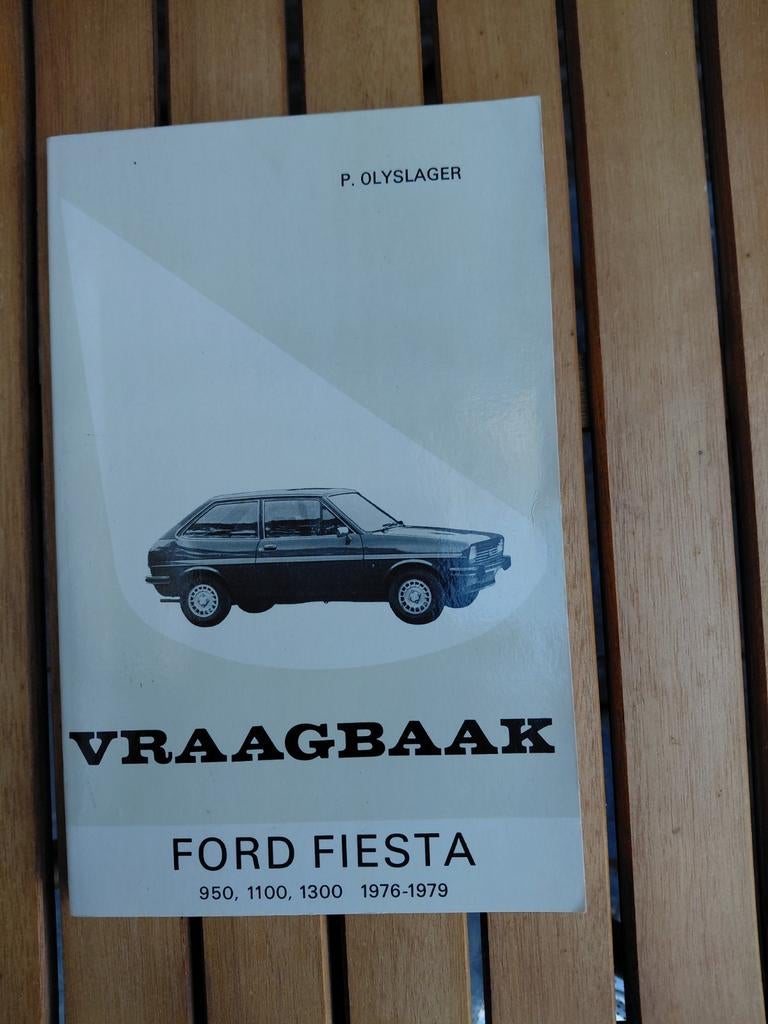 P. OLYSLAGER
VRAAGBAAK
FORD FIESTA
950, 1100, 1300 1976-1979